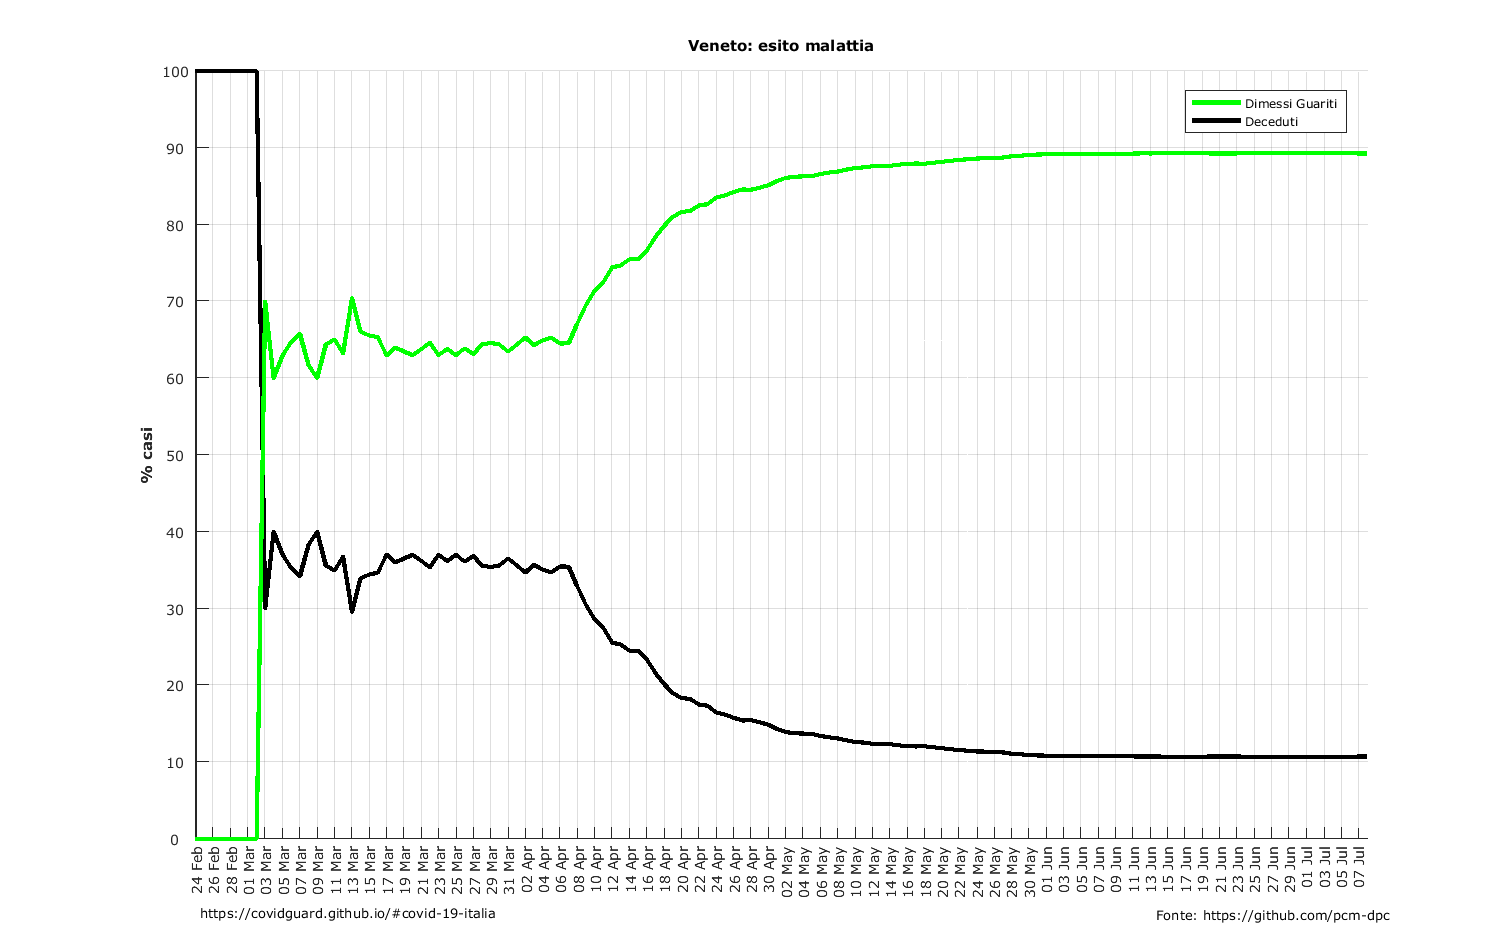 Veneto: esito malattia
100
90
80
70
60
50
40
30
20
10
0
% casi
Dimessi Guariti
Deceduti
24 Feb
26 Feb
28 Feb
01 Mar
03 Mar
05 Mar
07 Mar
09 Mar
11 Mar
13 Mar
15 Mar
17 Mar
19 Mar
21 Mar
23 Mar
25 Mar
27 Mar
29 Mar
31 Mar
02 Apr
04 Apr
06 Apr
08 Apr
10 Apr
12 Apr
14 Apr
16 Apr
18 Apr
20 Apr
22 Apr
24 Apr
26 Apr
28 Apr
30 Apr
02 May
04 May
06 May
08 May
10 May
12 May
14 May
16 May
18 May
20 May
22 May
24 May
26 May
28 May
30 May
01 Jun
03 Jun
05 Jun
07 Jun
09 Jun
11 Jun
13 Jun
15 Jun
17 Jun
19 Jun
21 Jun
23 Jun
25 Jun
27 Jun
29 Jun
01 Jul
03 Jul
05 Jul
07 Jul
https://covidguard.github.io/#covid-19-italia
Fonte: https://github.com/pcm-dpc